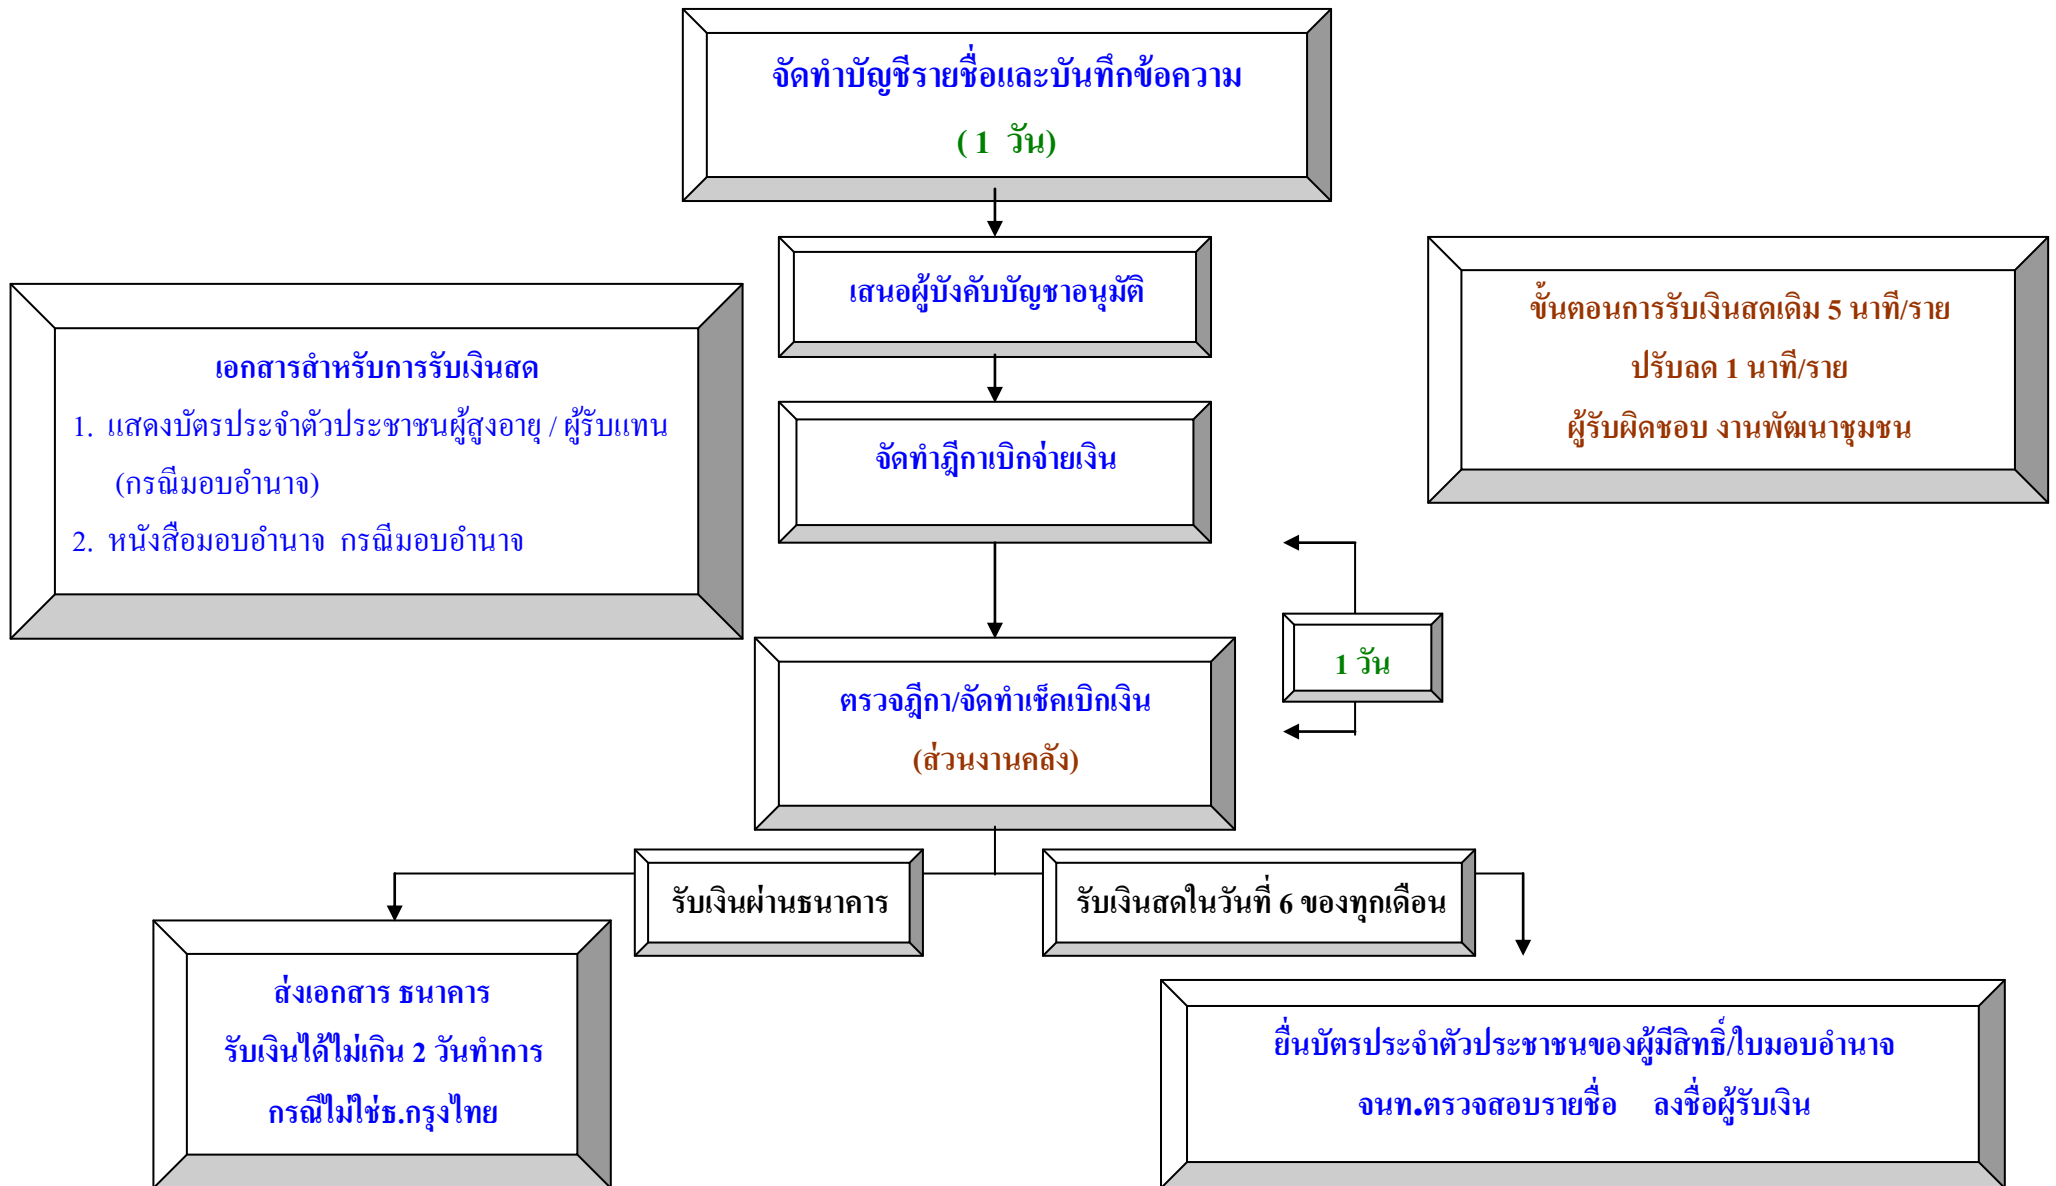 จัดทำบัญชีรายชื่อและบันทึกข้อความ
( 1 วัน)
เสนอผู้บังคับบัญชาอนุมัติ
ขั้นตอนการรับเงินสดเดิม 5 นาที/ราย
ปรับลด 1 นาที/ราย
ผู้รับผิดชอบ งานพัฒนาชุมชน
เอกสารสำหรับการรับเงินสด
1. แสดงบัตรประจำตัวประชาชนผู้สูงอายุ / ผู้รับแทน
(กรณีมอบอำนาจ)
2. หนังสือมอบอำนาจ กรณีมอบอำนาจ
จัดทำฎีกาเบิกจ่ายเงิน
1 วัน
ตรวจฎีกา/จัดทำเช็คเบิกเงิน
(ส่วนงานคลัง)
รับเงินผ่านธนาคาร
รับเงินสดในวันที่ 6 ของทุกเดือน
ส่งเอกสาร ธนาคาร
รับเงินได้ไม่เกิน 2 วันทำการ
กรณีไม่ใช่ธ.กรุงไทย
ยื่นบัตรประจำตัวประชาชนของผู้มีสิทธิ์/ใบมอบอำนาจ
จนท.ตรวจสอบรายชื่อ ลงชื่อผู้รับเงิน